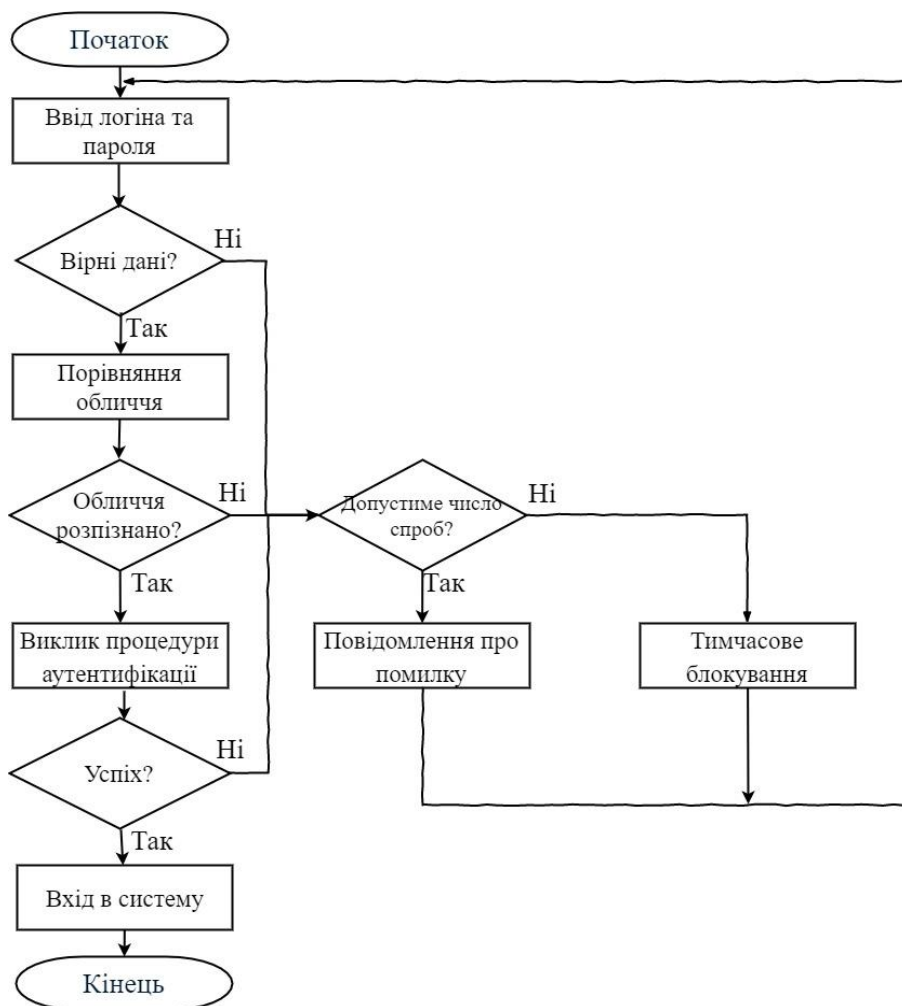 Початок
Ввід логіна та
пароля
Вірні дані?
Ні
Так
Порівняння
обличчя
Обличчя
розпізнано?
Ні
Так
Допустиме число
спроб?
Ні
Так
Виклик процедури
аутентифікації
Повідомлення про
помилку
Тимчасове
блокування
Успіх?
Ні
Так
Вхід в систему
Кінець